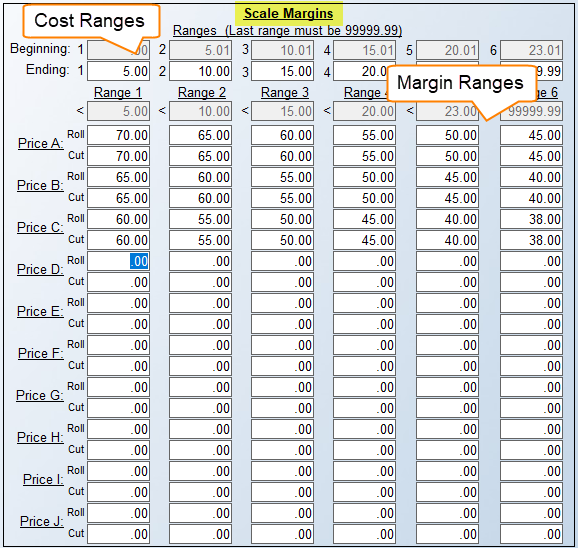 Scale Margins
Cost Ranges
Ranges (Last range must be 99999.99)
Beginning: 1 .00 2 5.01 3 10.01 4 15.01 5 20.01 6 23.01
Ending: 1 5.00 2 10.00 3 15.00 4 20.0 9.99
Margin Ranges
Range 1 Range 2 Range 3 Range ge 6
< 5.00 < 10.00 < 15.00 < 20.00 < 23.00 99999.99
Price A: Roll 70.00 65.00 60.00 55.00 50.00 45.00
Cut 70.00 65.00 60.00 55.00 50.00 45.00
Price B: Roll 65.00 60.00 55.00 50.00 45.00 40.00
Cut 65.00 60.00 55.00 50.00 45.00 40.00
Price C: Roll 60.00 55.00 50.00 45.00 40.00 38.00
Cut 60.00 55.00 50.00 45.00 40.00 38.00
Price D: Roll .00 .00 .00 .00 .00 .00
Cut .00 .00 .00 .00 .00 .00
Price E: Roll .00 .00 .00 .00 .00 .00
Cut .00 .00 .00 .00 .00 .00
Price F: Roll .00 .00 .00 .00 .00 .00
Cut .00 .00 .00 .00 .00 .00
Price G: Roll .00 .00 .00 .00 .00 .00
Cut .00 .00 .00 .00 .00 .00
Price H: Roll .00 .00 .00 .00 .00 .00
Cut .00 .00 .00 .00 .00 .00
Price I: Roll .00 .00 .00 .00 .00 .00
Cut .00 .00 .00 .00 .00 .00
Price J: Roll .00 .00 .00 .00 .00 .00
Cut .00 .00 .00 .00 .00 .00